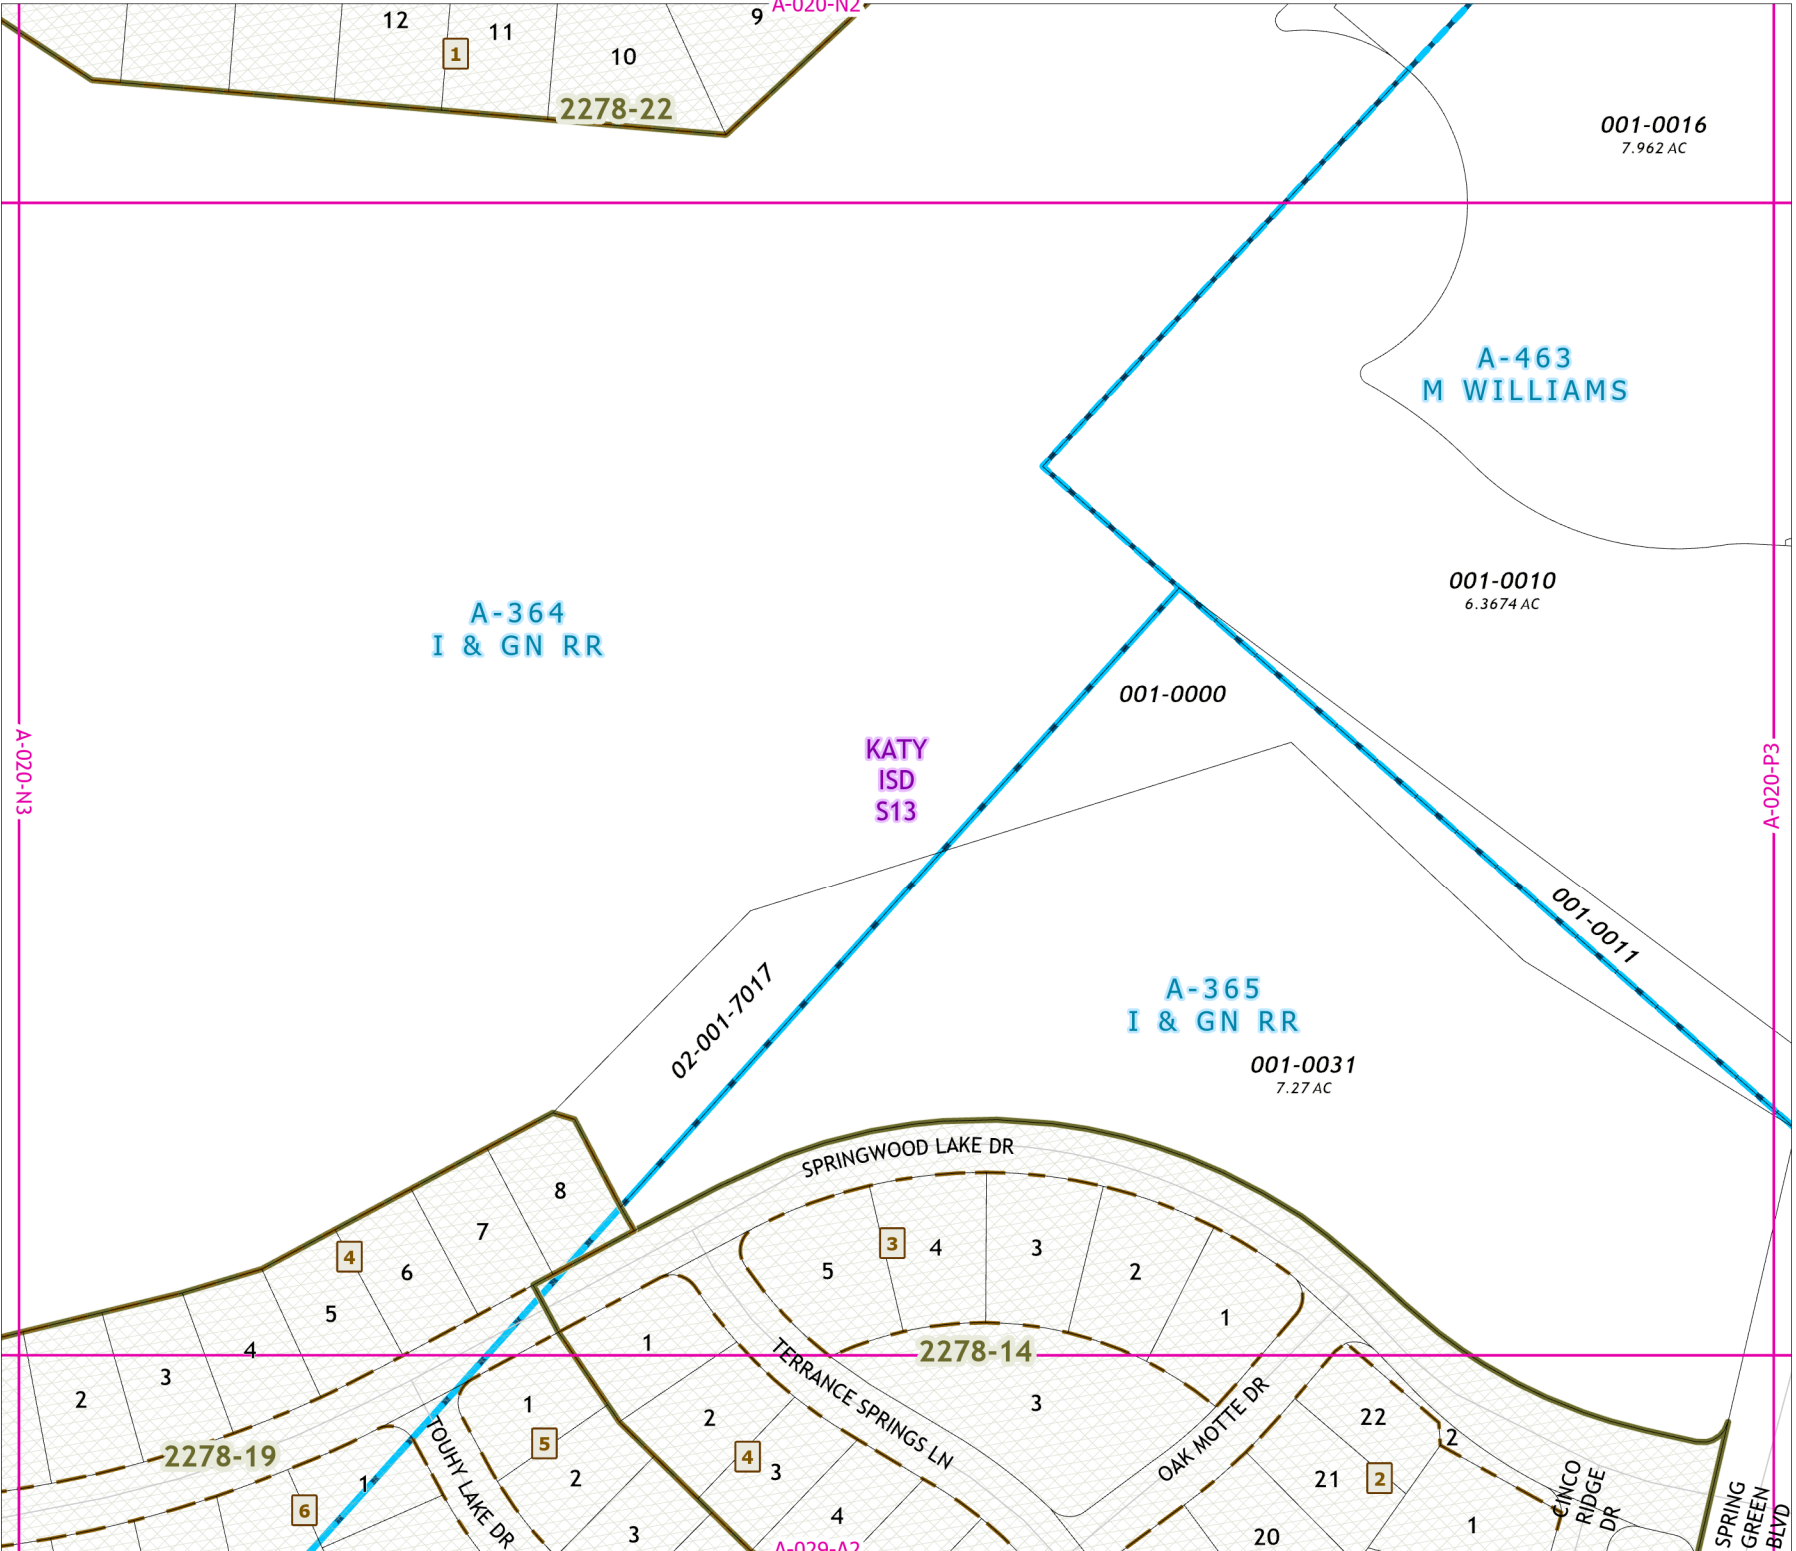 A-020-N2
12
11
9
1
10
2278-22
001-0016
7.962 AC
A-463
M WILLIAMS
001-0010
6.3674 AC
A-364
I & GN RR
001-0000
KATY
ISD
S13
A-020-N3
A-020-P3
001-0011
02-001-7017
A-365
I & GN RR
001-0031
7.27 AC
SPRINGWOOD LAKE DR
8
7
4
6
5
4
3
2
3
4
3
5
2
1
1
2278-14
TERRANCE SPRINGS LN
3
OAK MOTTE DR
1
2
22
2
5
TOUHY LAKE DR
2278-19
4
3
2
21
2
1
6
CINCO
RIDGE
DR
SPRING
GREEN
BLVD
4
3
20
1
A-029-A2